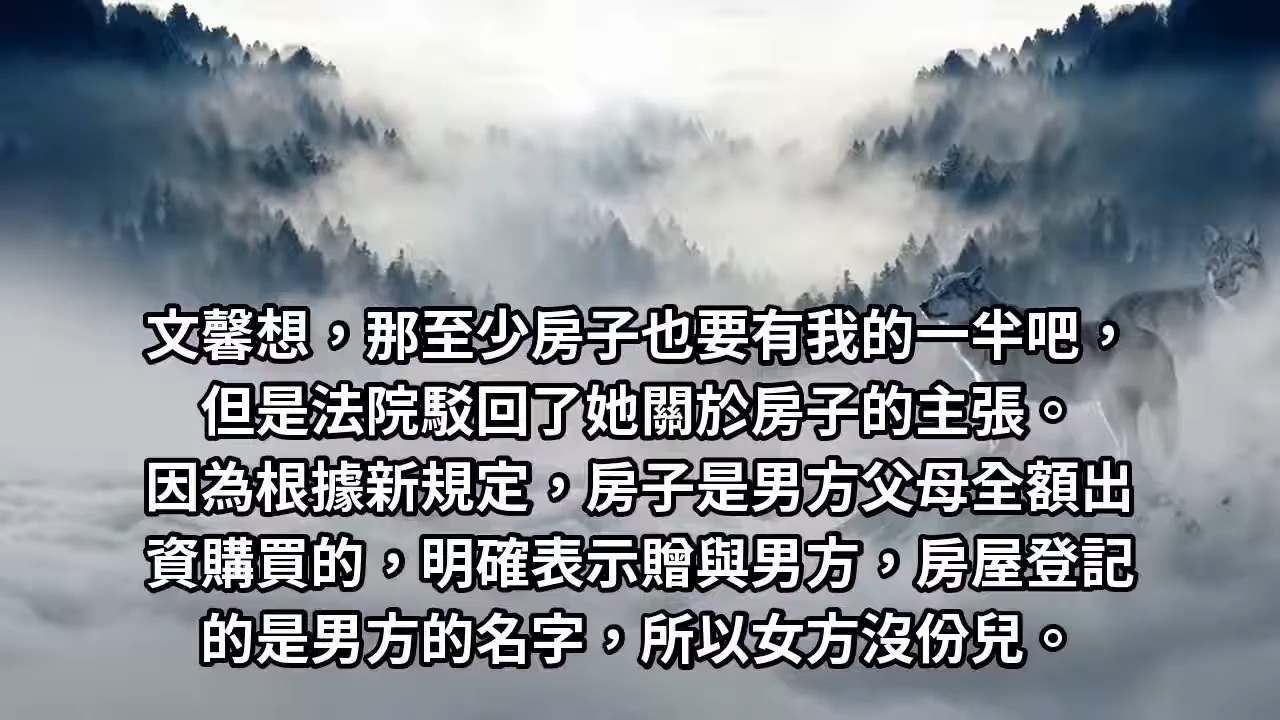 文馨想，那至少房子也要有我的一半吧，
但是法院駁回了她關於房子的主張。
因為根據新規定，房子是男方父母全額出
資購買的，明確表示贈與男方，房屋登記
的是男方的名字，所以女方沒份兒。